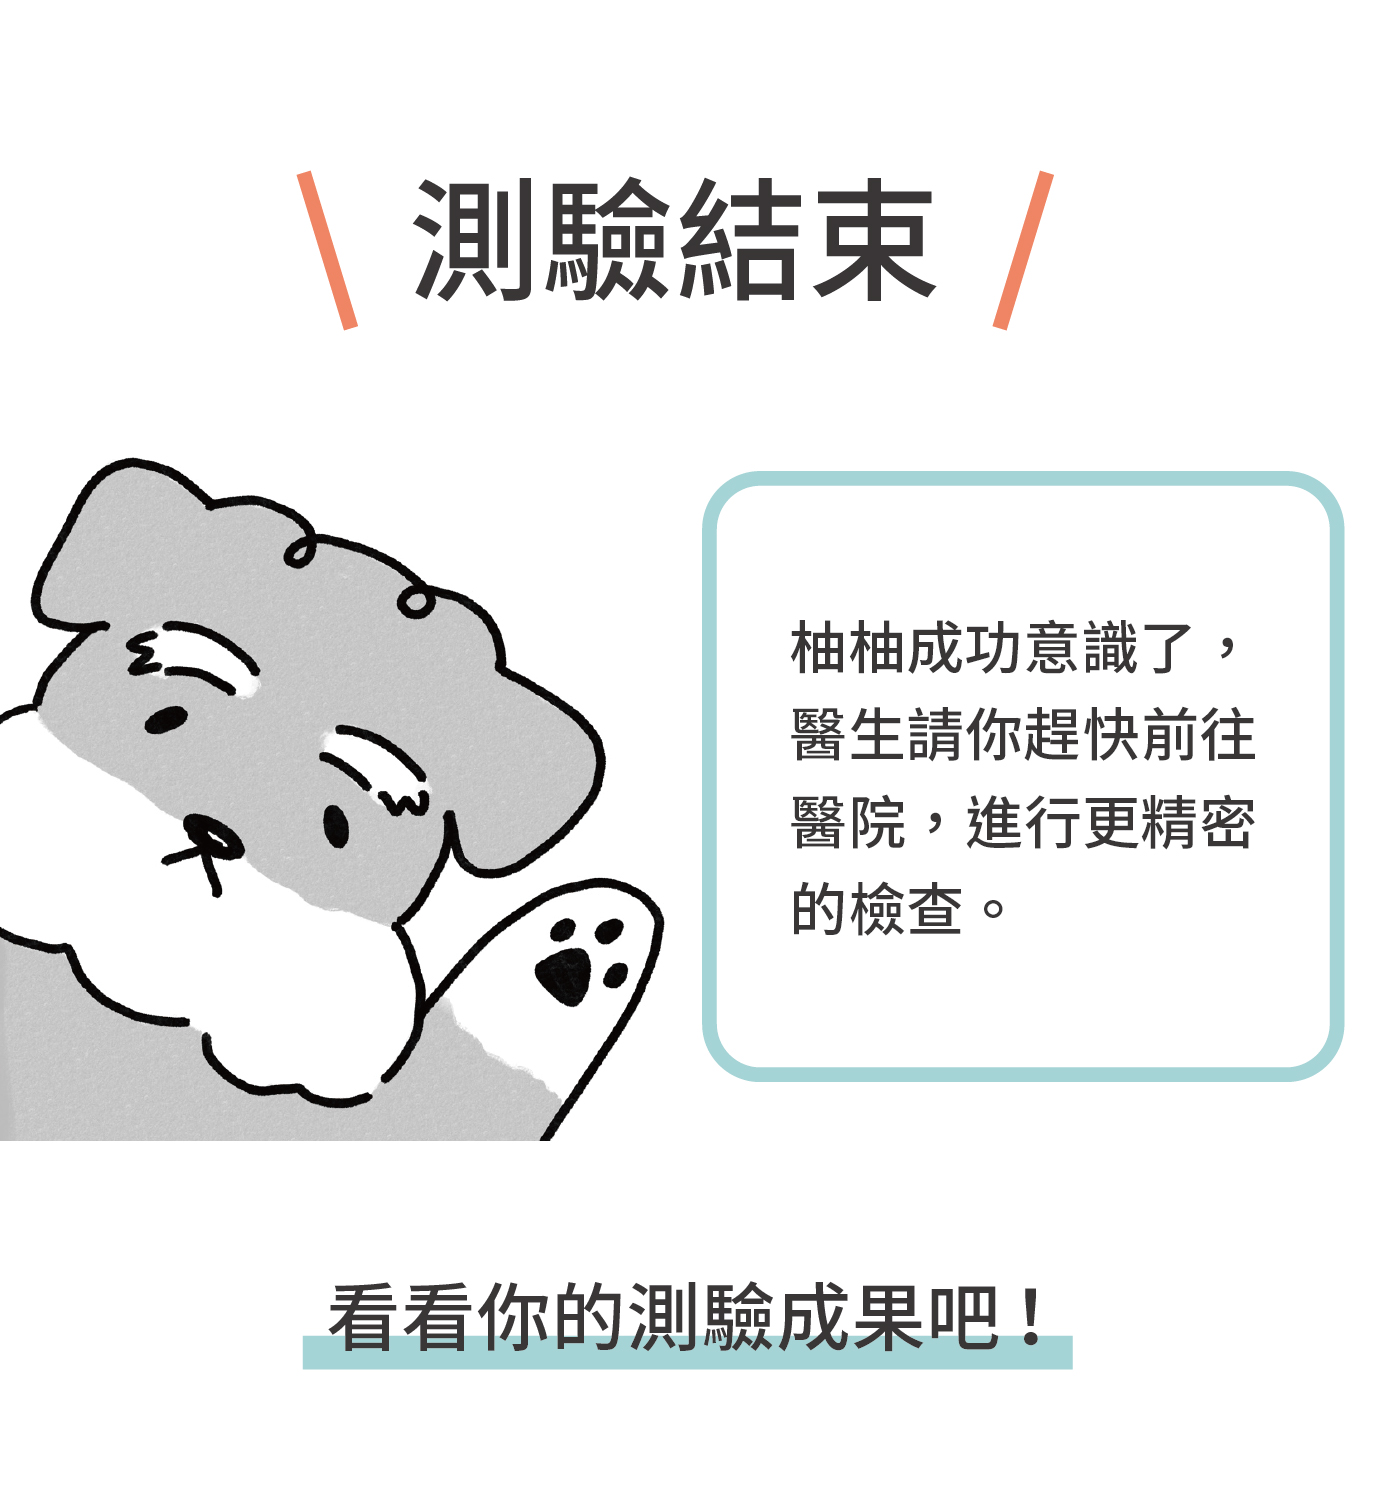 測驗結束
柚柚成功意識了，
醫生請你趕快前往
醫院，進行更精密
的檢查。
看看你的測驗成果吧！